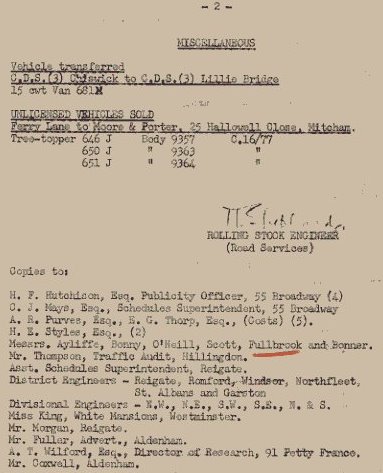 - 2 -
MISCELLANEOUS
Vehicle transferred
C.D.S.(3) Chiswick to C.D.S.(3) Lillie Bridge
15 cwt Van 681M
UNLICENSED VEHICLES SOLD
Ferry Lane to Moore & Porter, 25 Hallowell Close, Mitcham.
Tree-topper 646 J Body 9357 C.16/77
650 J " 9363 "
651 J " 9364 "
ROLLING STOCK ENGINEER
(Road Services)
Copies to:
H. F. Hutchison, Esq. Publicity Officer, 55 Broadway (4)
C. J. Mays, Esq., Schedules Superintendent, 55 Broadway
A. R. Purves, Esq., E. G. Thorp, Esq., (Costs) (5).
H. E. Styles, Esq., (2)
Messrs. Ayliffe, Bonny, O'Neill, Scott, Fullbrook and Bonner.
Mr. Thompson, Traffic Audit, Hillingdon.
Asst. Schedules Superintendent, Reigate.
District Engineers - Reigate, Romford, Windsor, Northfleet,
St. Albans and Garston
Divisional Engineers - N.W., N.E., S.W., S.E., N. & S.
Miss King, White Mansions, Westminster.
Mr. Morgan, Reigate.
Mr. Fuller, Advert., Aldenham.
A. T. Wilford, Esq., Director of Research, 91 Petty France.
Mr. Coxwell, Aldenham.